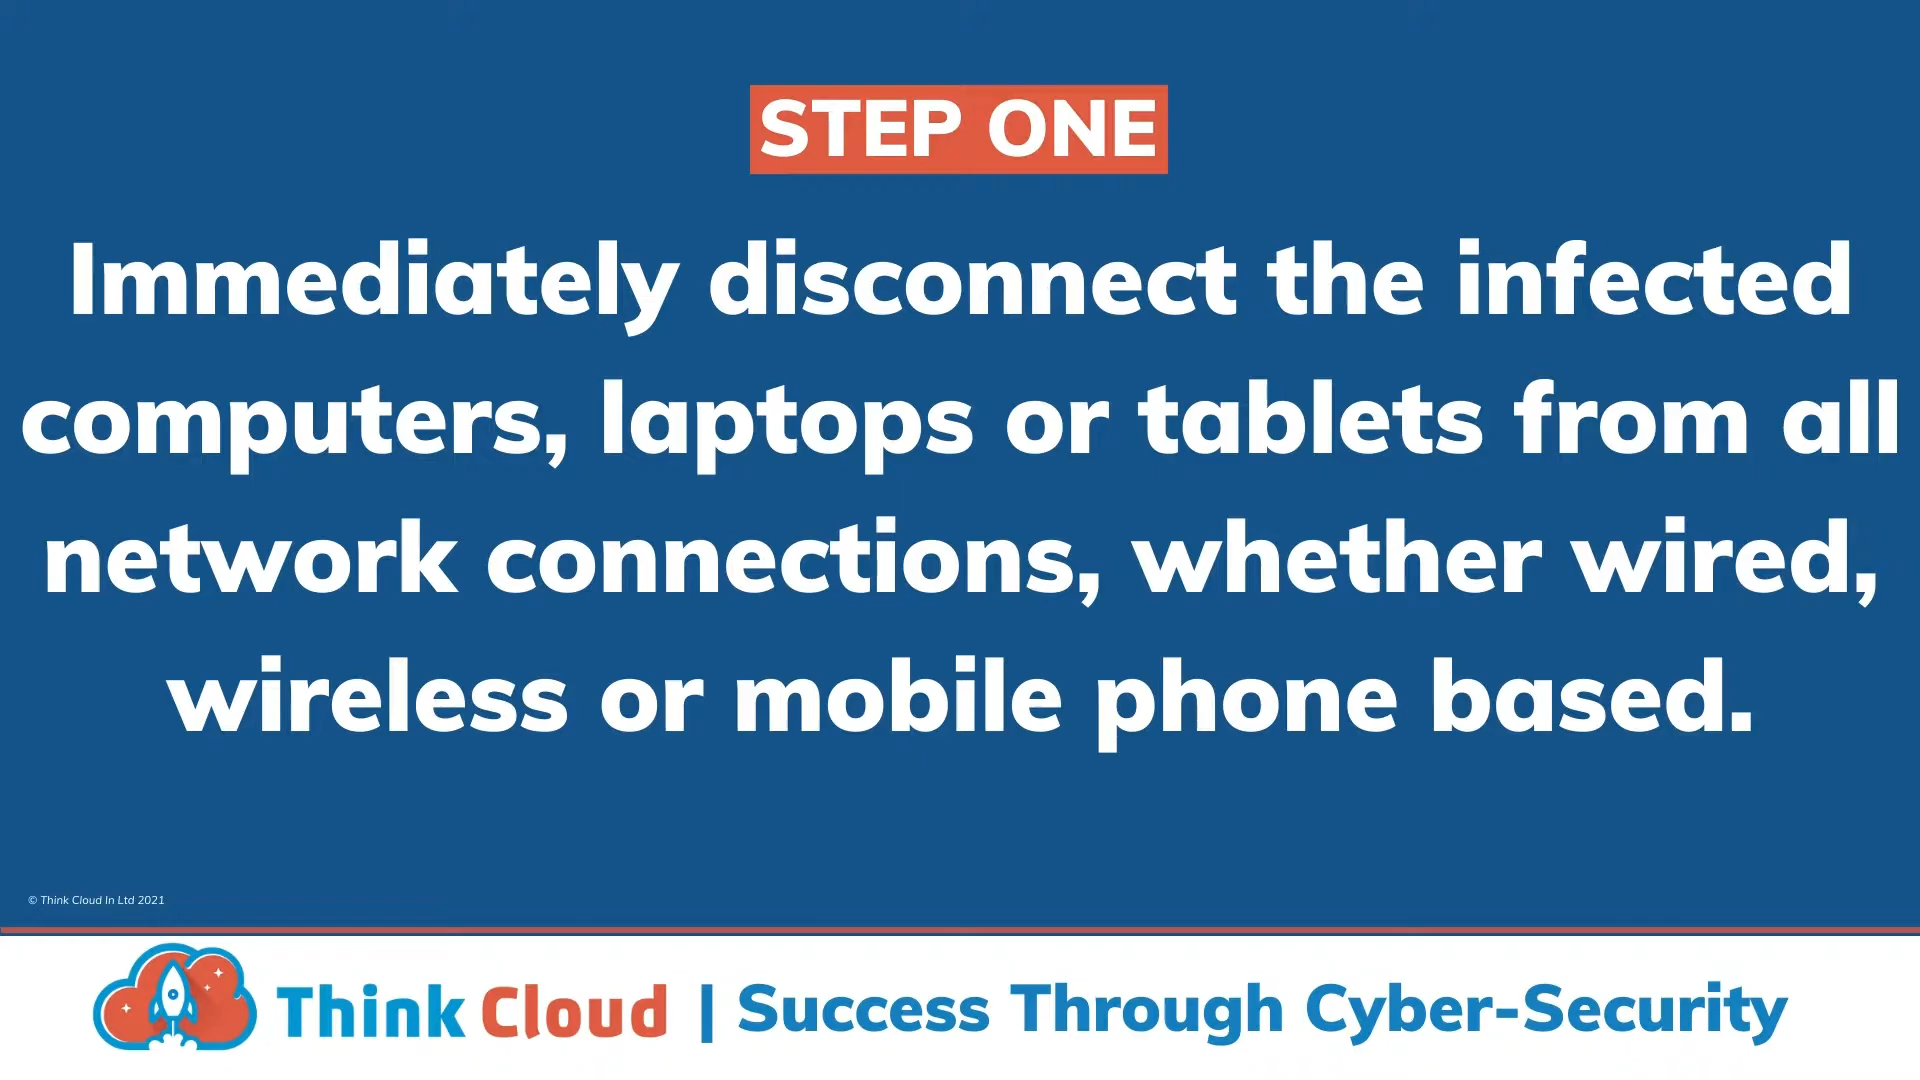 STEP ONE
Immediately disconnect the infected
computers, laptops or tablets from all
network connections, whether wired,
wireless or mobile phone based.
© Think Cloud In Ltd 2021
Think Cloud | Success Through Cyber-Security